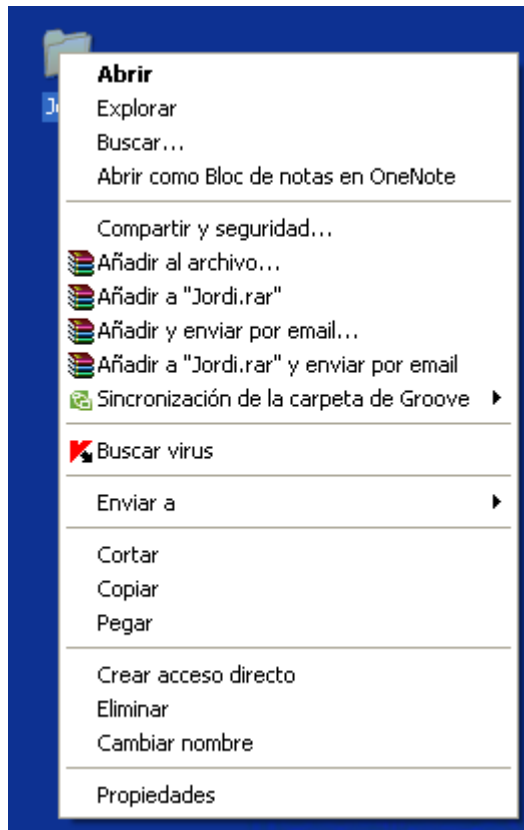 Abrir
Explorar
Buscar...
Abrir como Bloc de notas en OneNote
Compartir y seguridad...
Añadir al archivo...
Añadir a "Jordi.rar"
Añadir y enviar por email...
Añadir a "Jordi.rar" y enviar por email
Sincronización de la carpeta de Groove
Buscar virus
Enviar a
Cortar
Copiar
Pegar
Crear acceso directo
Eliminar
Cambiar nombre
Propiedades